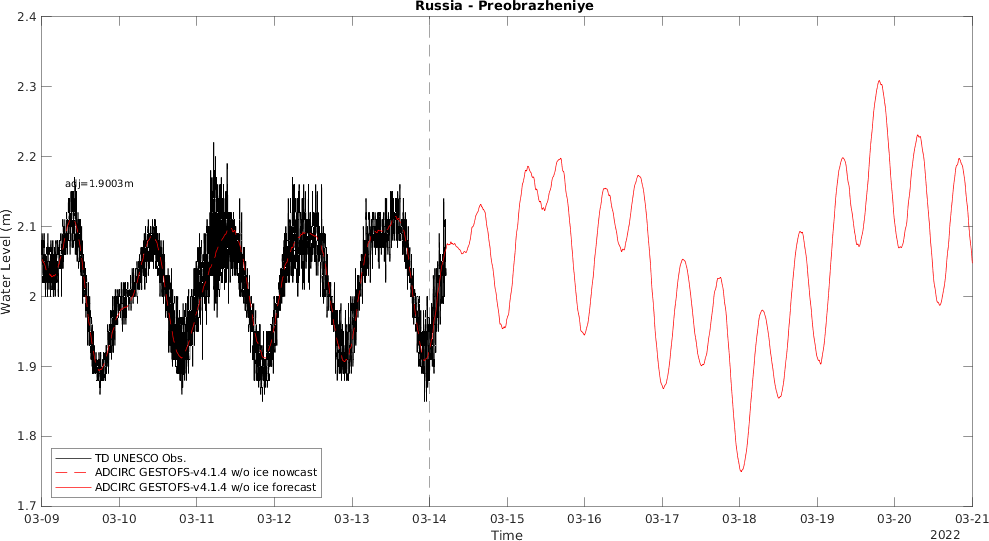 Russia - Preobrazheniye
2.4
2.3
2.2
2.1
2
1.9
1.8
1.7
Water Level (m)
adj=1.9003m
TD UNESCO Obs.
ADCIRC GESTOFS-v4.1.4 w/o ice nowcast
ADCIRC GESTOFS-v4.1.4 w/o ice forecast
03-09 03-10 03-11 03-12 03-13 03-14 03-15 03-16 03-17 03-18 03-19 03-20 03-21
Time
2022